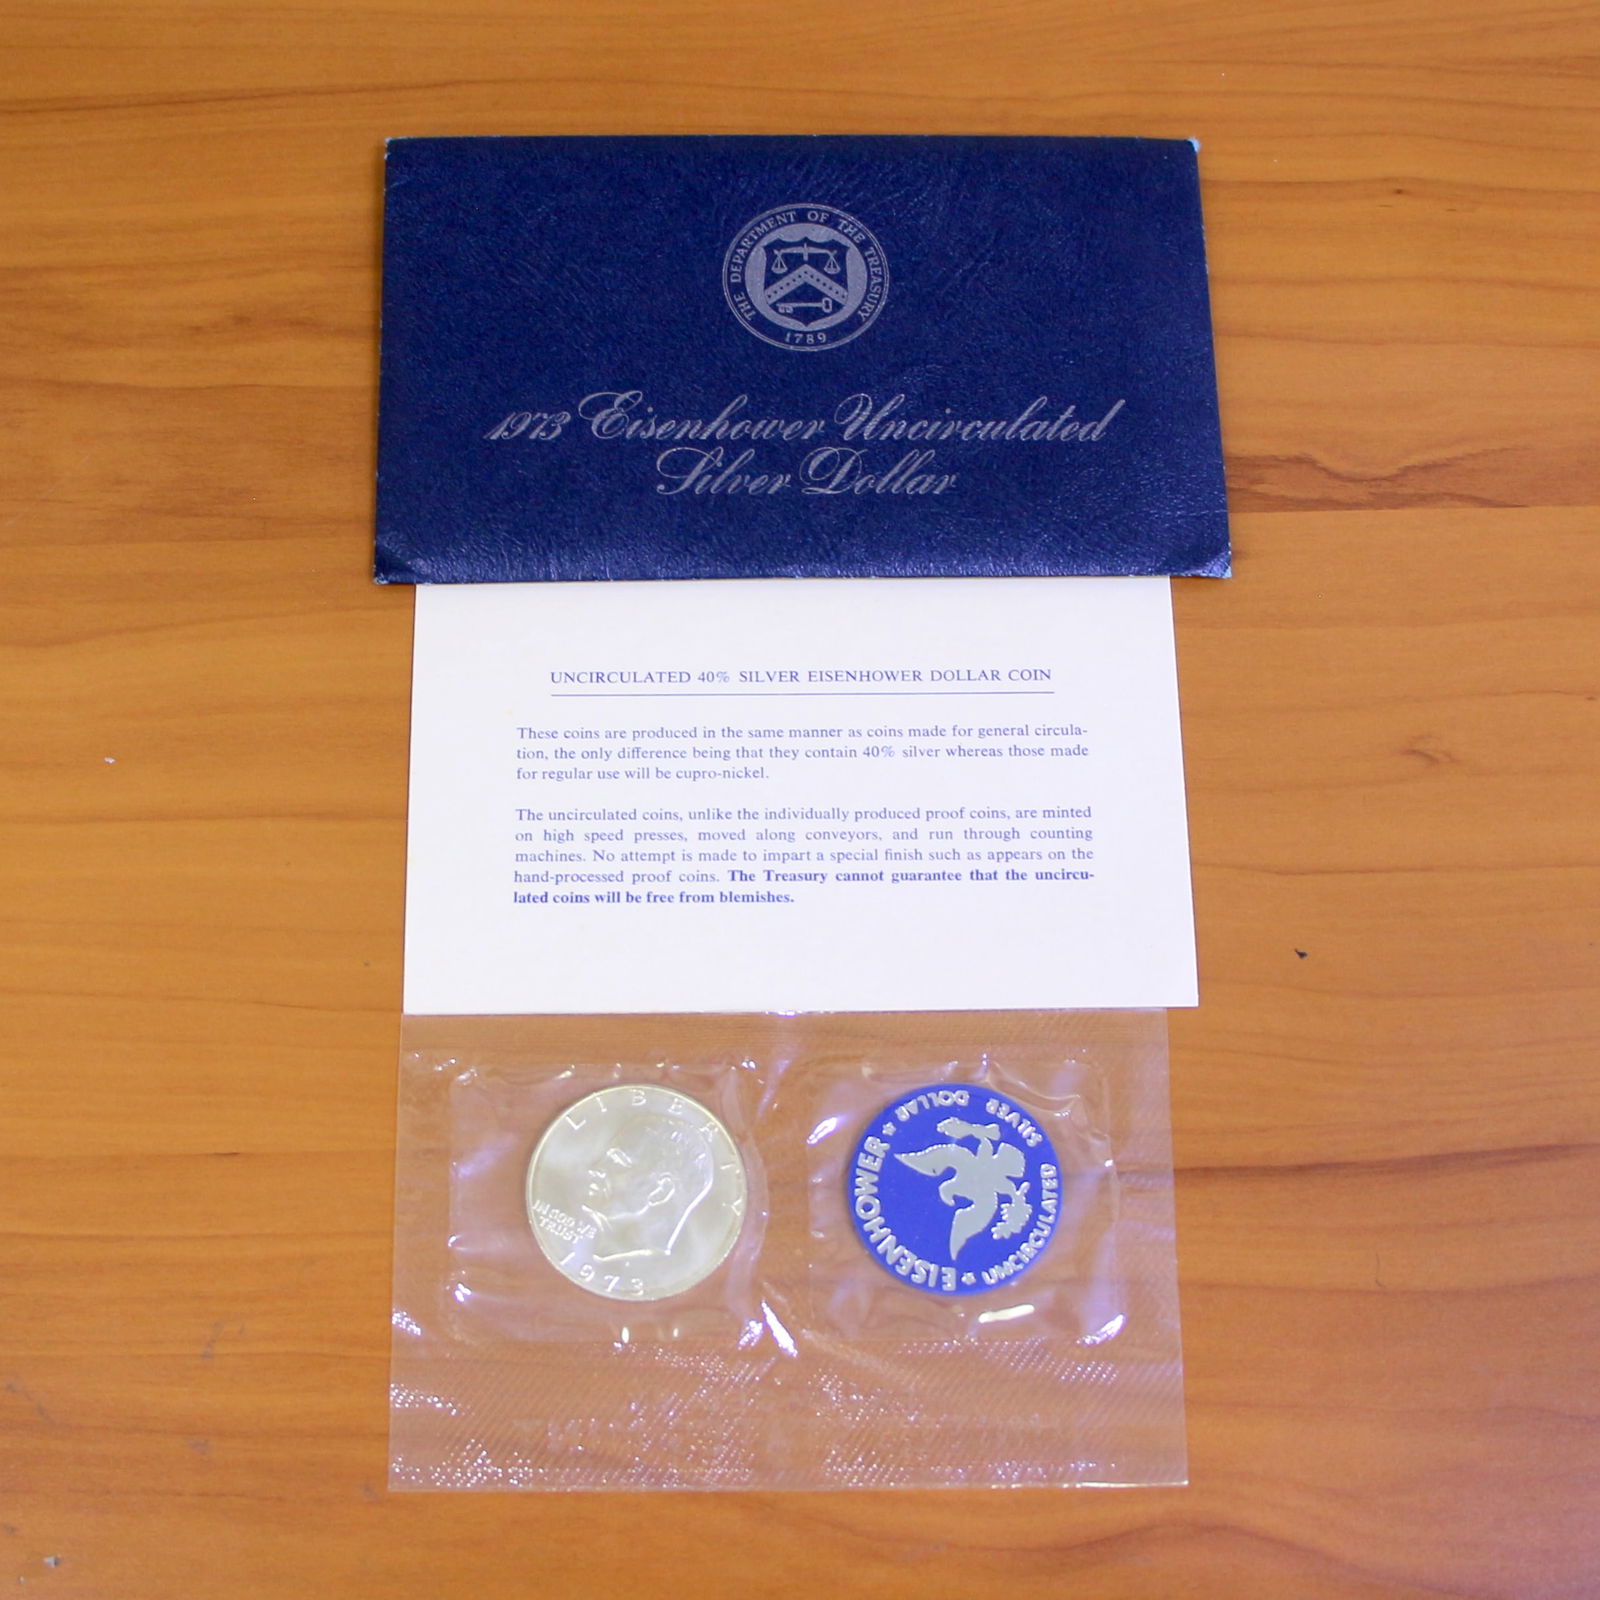 THE DEPARTMENT OF THE TREASURY
1789
1973 Eisenhower Uncirculated
Silver Dollar
UNCIRCULATED 40% SILVER EISENHOWER DOLLAR COIN
These coins are produced in the same manner as coins made for general circula-
tion, the only difference being that they contain 40% silver whereas those made
for regular use will be cupro-nickel.
The uncirculated coins, unlike the individually produced proof coins, are minted
on high speed presses, moved along conveyors, and run through counting
machines. No attempt is made to impart a special finish such as appears on the
hand-processed proof coins. The Treasury cannot guarantee that the uncircu-
lated coins will be free from blemishes.
LIBERTY
IN GOD WE
TRUST
1973
EISENHOWER
UNCIRCULATED
SILVER DOLLAR